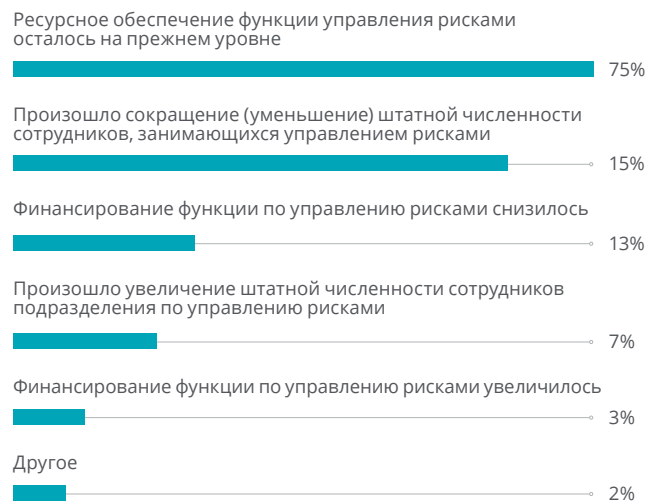 Ресурсное обеспечение функции управления рисками
осталось на прежнем уровне
75%
Произошло сокращение (уменьшение) штатной численности
сотрудников, занимающихся управлением рисками
15%
Финансирование функции по управлению рисками снизилось
13%
Произошло увеличение штатной численности сотрудников
подразделения по управлению рисками
7%
Финансирование функции по управлению рисками увеличилось
3%
Другое
2%